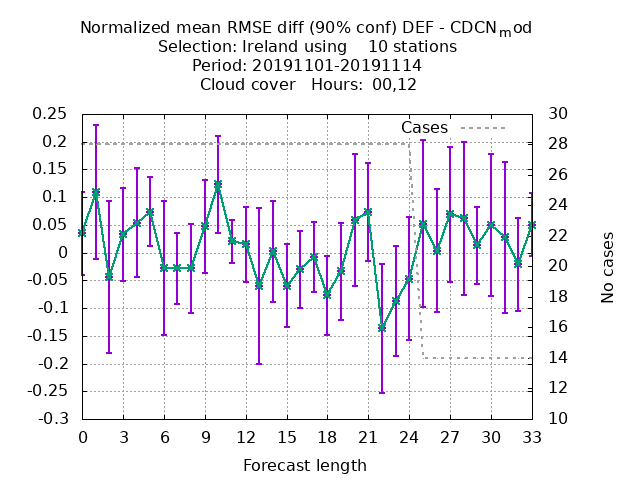 Normalized mean RMSE diff (90% conf) DEF - CDCN_mod
Selection: Ireland using    10 stations
Period: 20191101-20191114
Cloud cover   Hours:  00,12
Cases
0.25
0.2
0.15
0.1
0.05
0
-0.05
-0.1
-0.15
-0.2
-0.25
-0.3
30
28
26
24
22
20
18
16
14
12
10
No cases
0 3 6 9 12 15 18 21 24 27 30 33
Forecast length